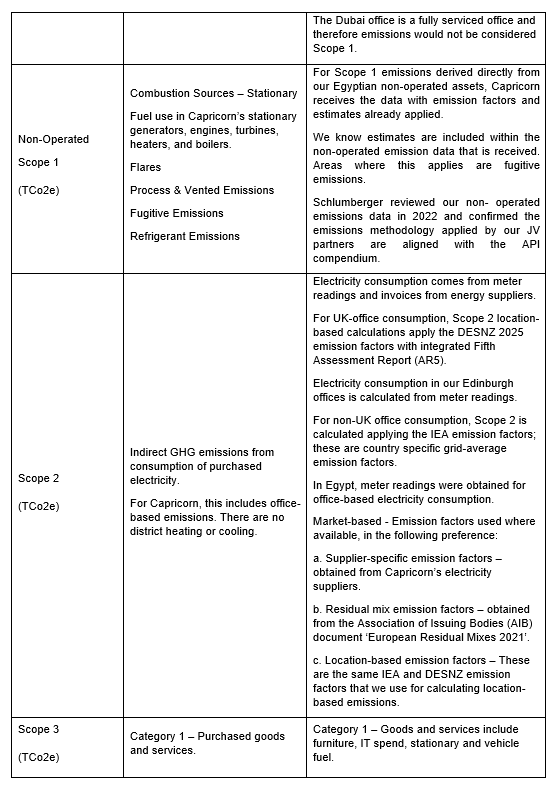 The Dubai office is a fully serviced office and
therefore emissions would not be considered
Scope 1.
Non-Operated
Scope 1
(TCo2e)
Combustion Sources – Stationary
Fuel use in Capricorn's stationary
generators, engines, turbines,
heaters, and boilers.
Flares
Process & Vented Emissions
Fugitive Emissions
Refrigerant Emissions
For Scope 1 emissions derived directly from
our Egyptian non-operated assets, Capricorn
receives the data with emission factors and
estimates already applied.
We know estimates are included within the
non-operated emission data that is received.
Areas where this applies are fugitive
emissions.
Schlumberger reviewed our non- operated
emissions data in 2022 and confirmed the
emissions methodology applied by our JV
partners are aligned with the API
compendium.
Scope 2
(TCo2e)
Indirect GHG emissions from
consumption of purchased
electricity.
For Capricorn, this includes office-
based emissions. There are no
district heating or cooling.
Electricity consumption comes from meter
readings and invoices from energy suppliers.
For UK-office consumption, Scope 2 location-
based calculations apply the DESNZ 2025
emission factors with integrated Fifth
Assessment Report (AR5).
Electricity consumption in our Edinburgh
offices is calculated from meter readings.
For non-UK office consumption, Scope 2 is
calculated applying the IEA emission factors;
these are country specific grid-average
emission factors.
In Egypt, meter readings were obtained for
office-based electricity consumption.
Market-based - Emission factors used where
available, in the following preference:
a. Supplier-specific emission factors –
obtained from Capricorn's electricity
suppliers.
b. Residual mix emission factors – obtained
from the Association of Issuing Bodies (AIB)
document 'European Residual Mixes 2021'.
c. Location-based emission factors – These
are the same IEA and DESNZ emission
factors that we use for calculating location-
based emissions.
Scope 3
(TCo2e)
Category 1 – Purchased goods
and services.
Category 1 – Goods and services include
furniture, IT spend, stationary and vehicle
fuel.